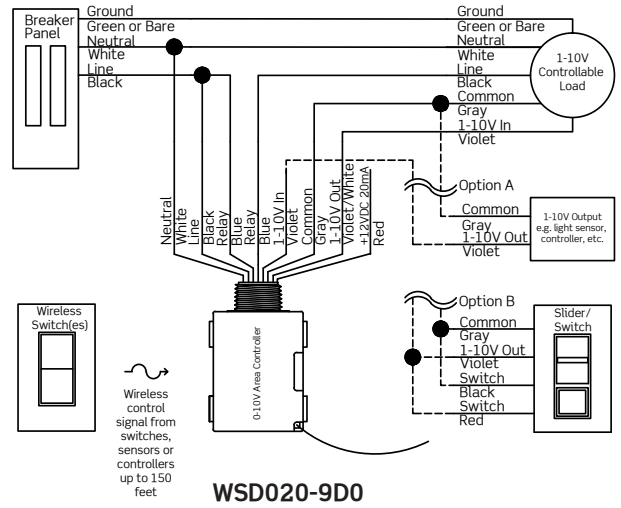 Breaker
Panel
Ground
Green or Bare
Neutral
White
Line
Black
Ground
Green or Bare
Neutral
White
Line
Black
Common
Gray
1-10V In
Violet
1-10V
Controllable
Load
Neutral
White
Line
Black
Relay
Blue
Relay
Blue
1-10V In
Violet
Common
Gray
1-10V Out
Violet/White
+12VDC 20mA
Red
Option A
Common
Gray
1-10V Out
Violet
1-10V Output
e.g. light sensor,
controller, etc.
Option B
Common
Gray
1-10V Out
Violet
Switch
Black
Switch
Red
Slider/
Switch
Wireless
Switch(es)
Wireless
control
signal from
switches,
sensors or
controllers
up to 150
feet
0-10V Area Controller
WSD020-9D0